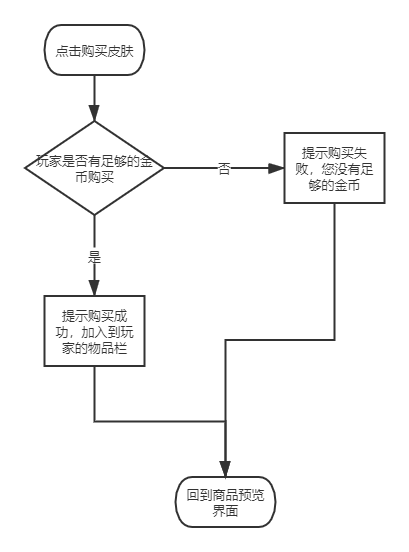 点击购买皮肤
玩家是否有足够的金
币购买
否
提示购买失
败，您没有足
够的金币
是
提示购买成
功，加入到玩
家的物品栏
回到商品预览
界面